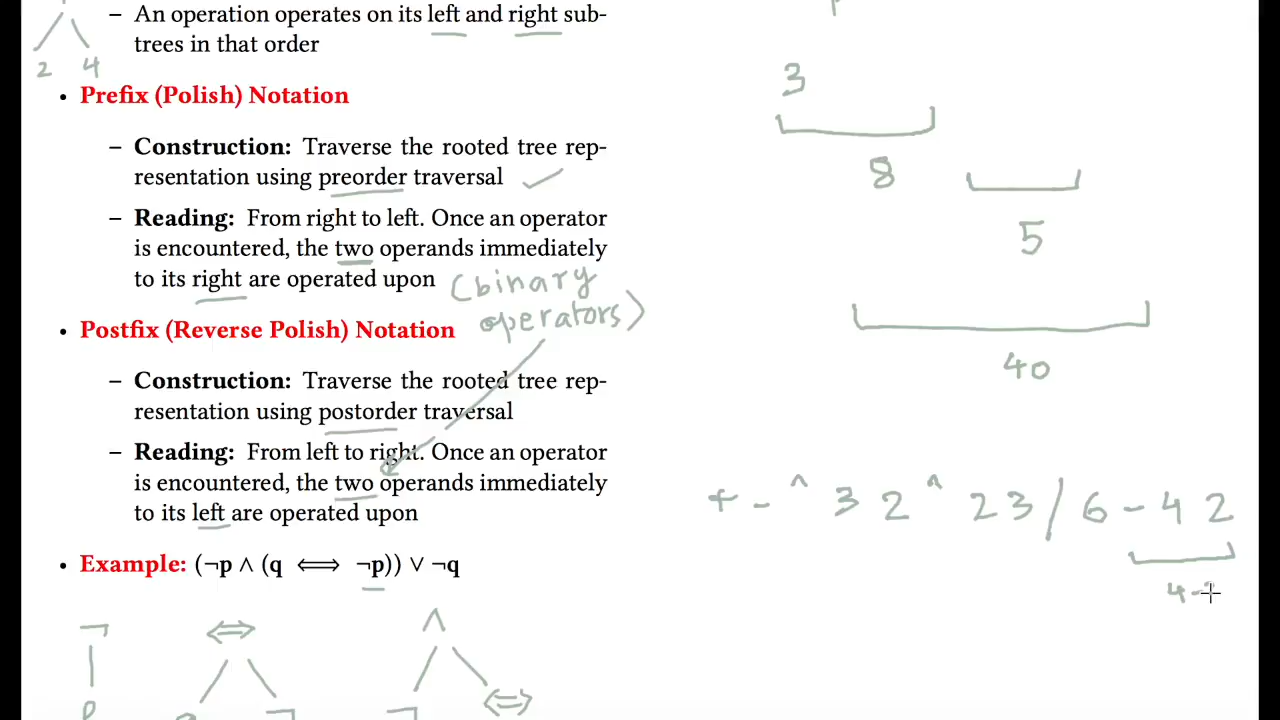 – An operation operates on its left and right sub-
trees in that order
2 4
• Prefix (Polish) Notation
– Construction: Traverse the rooted tree rep-
resentation using preorder traversal
– Reading: From right to left. Once an operator
is encountered, the two operands immediately
to its right are operated upon
(binary
operators)
• Postfix (Reverse Polish) Notation
– Construction: Traverse the rooted tree rep-
resentation using postorder traversal
– Reading: From left to right. Once an operator
is encountered, the two operands immediately
to its left are operated upon
• Example: (¬p ∧ (q ⟺ ¬p)) ∨ ¬q
¬ ⇔ ∧
¬ ⇔
p ¬
3
8
5
40
+ - ^ 3 2 ^ 2 3 / 6 - 4 2
4-